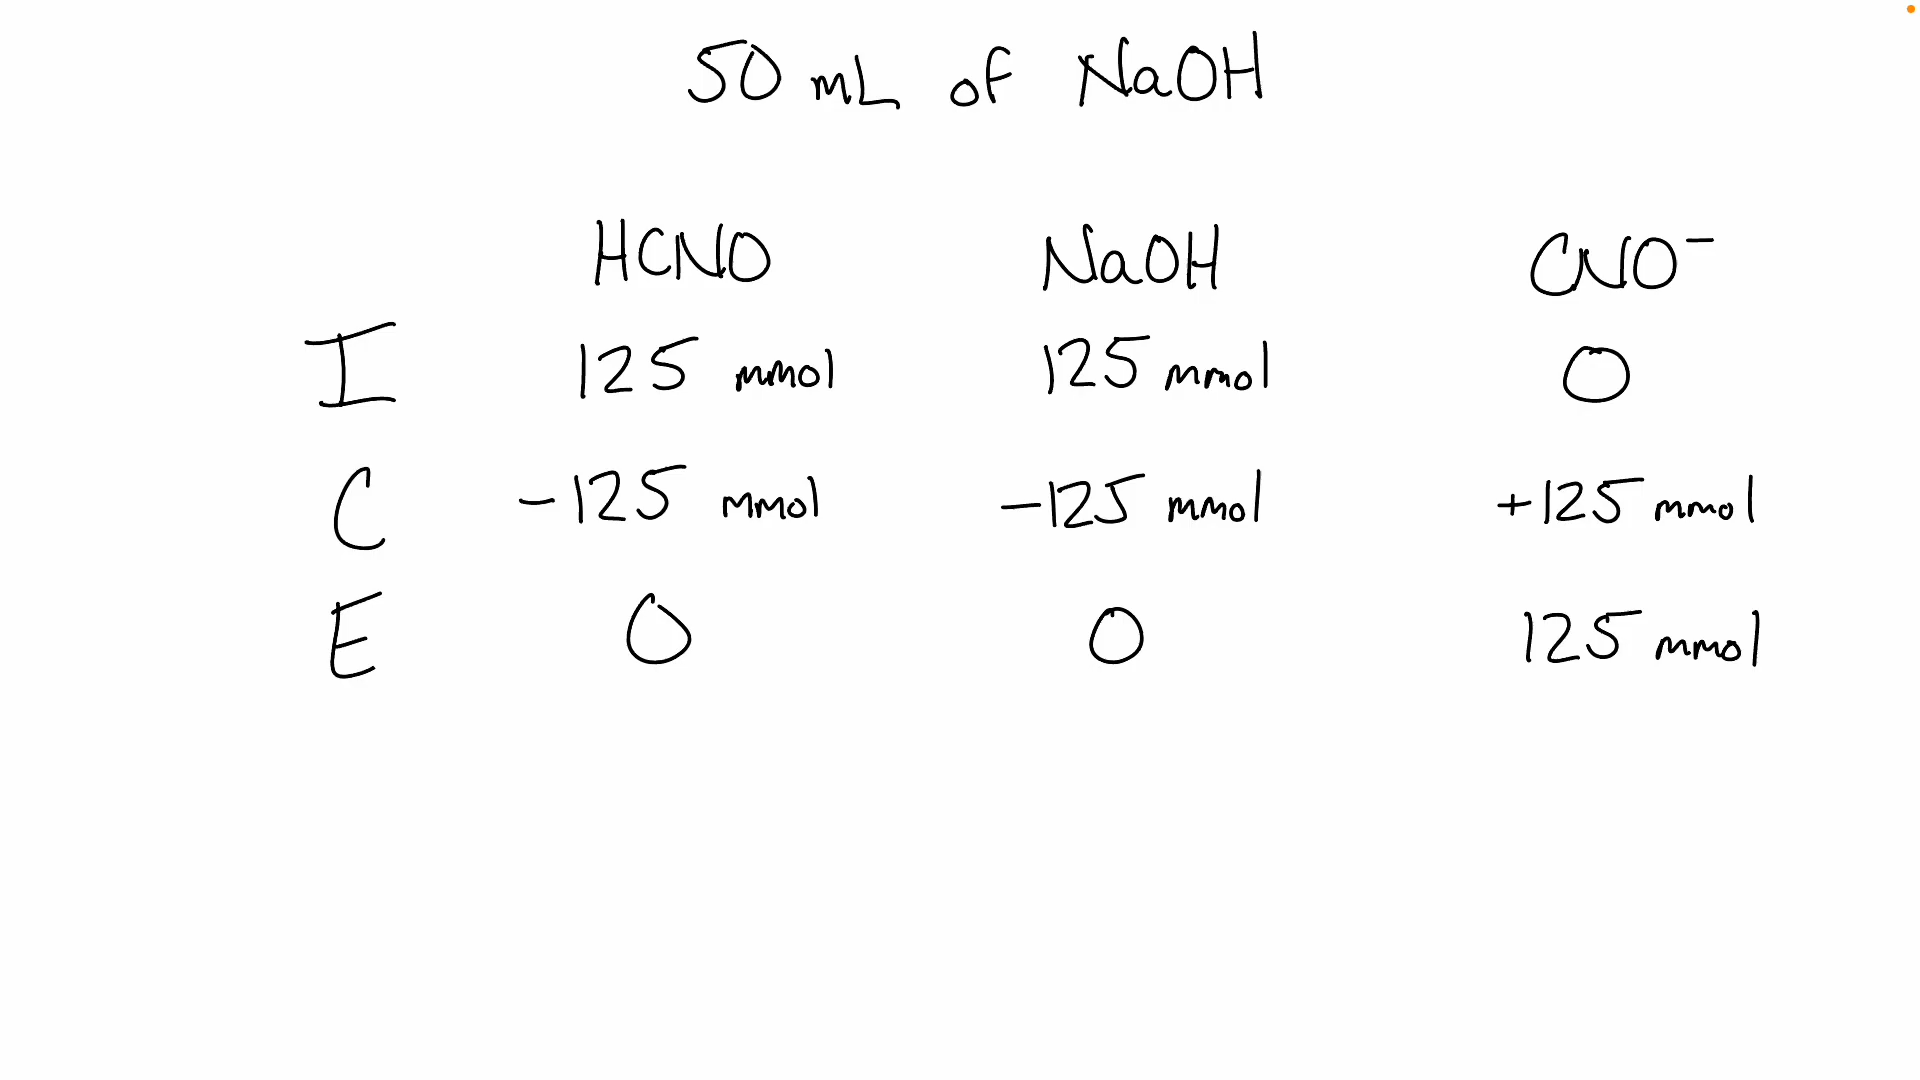 50 mL of NaOH
HCNO NaOH CNO⁻
I 125 mmol 125 mmol 0
C -125 mmol -125 mmol +125 mmol
E 0 0 125 mmol